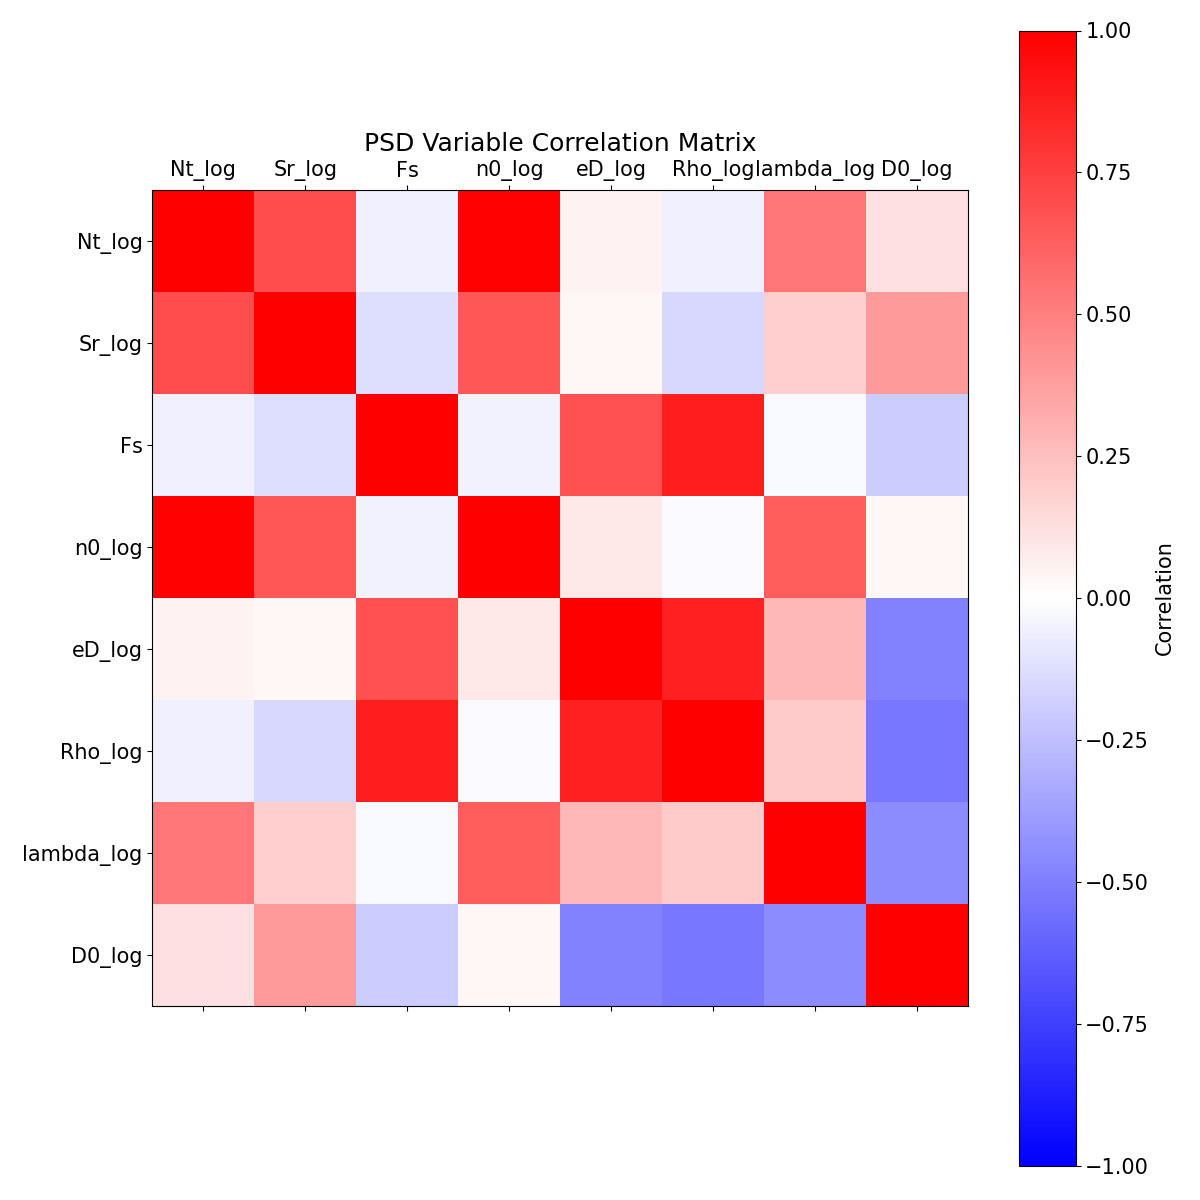 PSD Variable Correlation Matrix
Nt_log Sr_log Fs n0_log eD_log Rho_log lambda_log D0_log
Nt_log
Sr_log
Fs
n0_log
eD_log
Rho_log
lambda_log
D0_log
1.00
0.75
0.50
0.25
0.00
−0.25
−0.50
−0.75
−1.00
Correlation